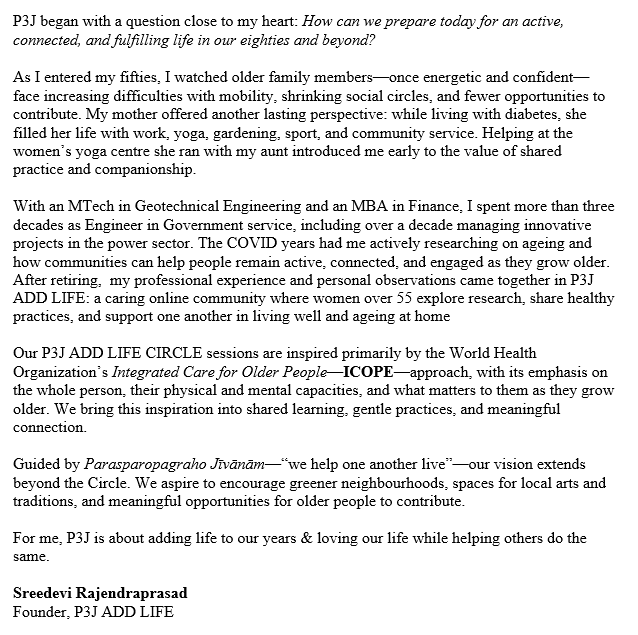 P3J began with a question close to my heart: How can we prepare today for an active,
connected, and fulfilling life in our eighties and beyond?
As I entered my fifties, I watched older family members—once energetic and confident—
face increasing difficulties with mobility, shrinking social circles, and fewer opportunities to
contribute. My mother offered another lasting perspective: while living with diabetes, she
filled her life with work, yoga, gardening, sport, and community service. Helping at the
women’s yoga centre she ran with my aunt introduced me early to the value of shared
practice and companionship.
With an MTech in Geotechnical Engineering and an MBA in Finance, I spent more than three
decades as Engineer in Government service, including over a decade managing innovative
projects in the power sector. The COVID years had me actively researching on ageing and
how communities can help people remain active, connected, and engaged as they grow older.
After retiring,  my professional experience and personal observations came together in P3J
ADD LIFE: a caring online community where women over 55 explore research, share healthy
practices, and support one another in living well and ageing at home
Our P3J ADD LIFE CIRCLE sessions are inspired primarily by the World Health
Organization’s Integrated Care for Older People—ICOPE—approach, with its emphasis on
the whole person, their physical and mental capacities, and what matters to them as they grow
older. We bring this inspiration into shared learning, gentle practices, and meaningful
connection.
Guided by Parasparopagraho Jīvānām—“we help one another live”—our vision extends
beyond the Circle. We aspire to encourage greener neighbourhoods, spaces for local arts and
traditions, and meaningful opportunities for older people to contribute.
For me, P3J is about adding life to our years & loving our life while helping others do the
same.
Sreedevi Rajendraprasad
Founder, P3J ADD LIFE